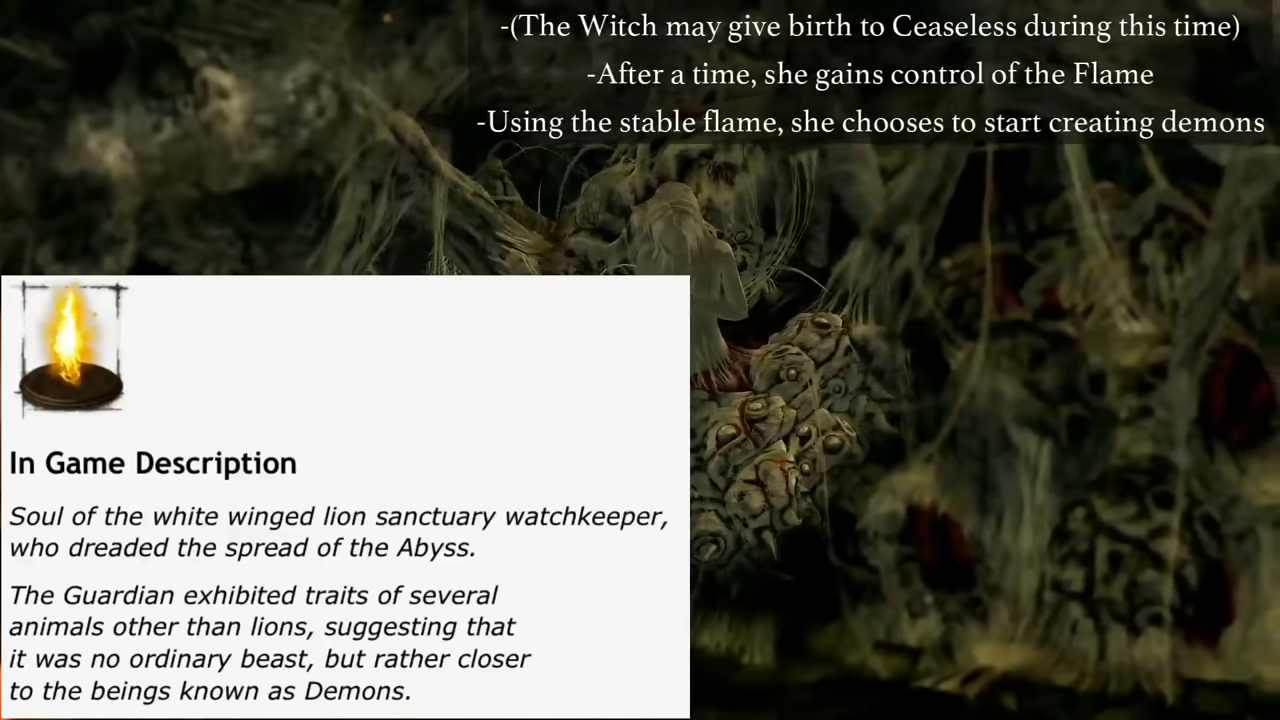 -(The Witch may give birth to Ceaseless during this time)
-After a time, she gains control of the Flame
-Using the stable flame, she chooses to start creating demons
In Game Description
Soul of the white winged lion sanctuary watchkeeper,
who dreaded the spread of the Abyss.
The Guardian exhibited traits of several
animals other than lions, suggesting that
it was no ordinary beast, but rather closer
to the beings known as Demons.